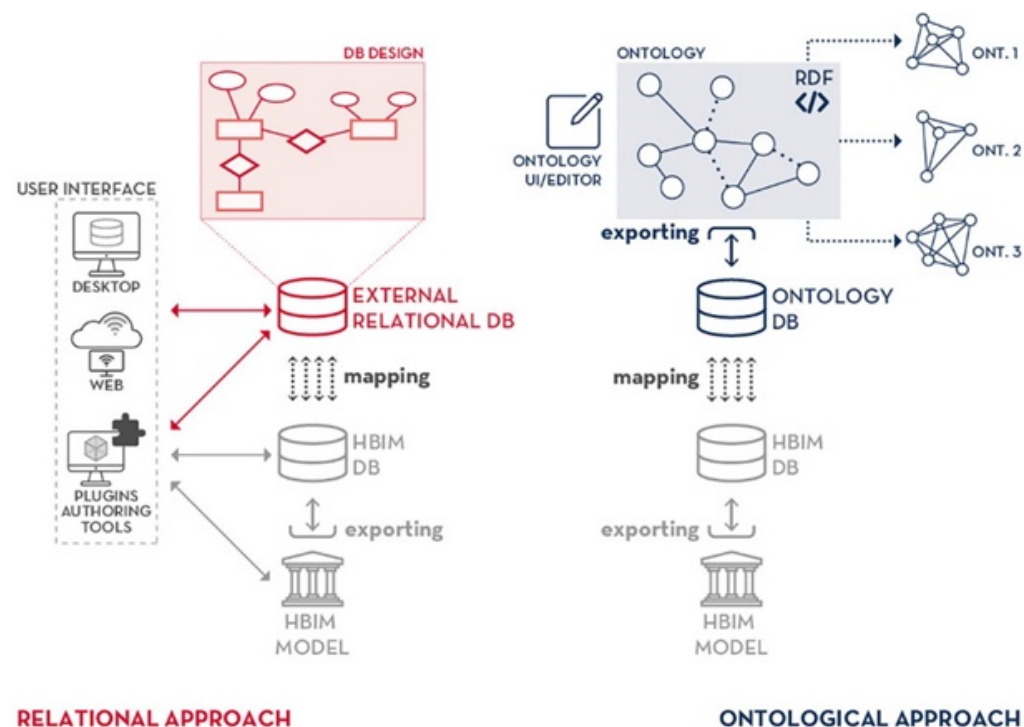 DB DESIGN
USER INTERFACE
DESKTOP
WEB
PLUGINS
AUTHORING
TOOLS
EXTERNAL
RELATIONAL DB
mapping
HBIM
DB
exporting
HBIM
MODEL
RELATIONAL APPROACH
ONTOLOGY
RDF
</>
ONTOLOGY
UI/EDITOR
ONT. 1
ONT. 2
ONT. 3
exporting
ONTOLOGY
DB
mapping
HBIM
DB
exporting
HBIM
MODEL
ONTOLOGICAL APPROACH